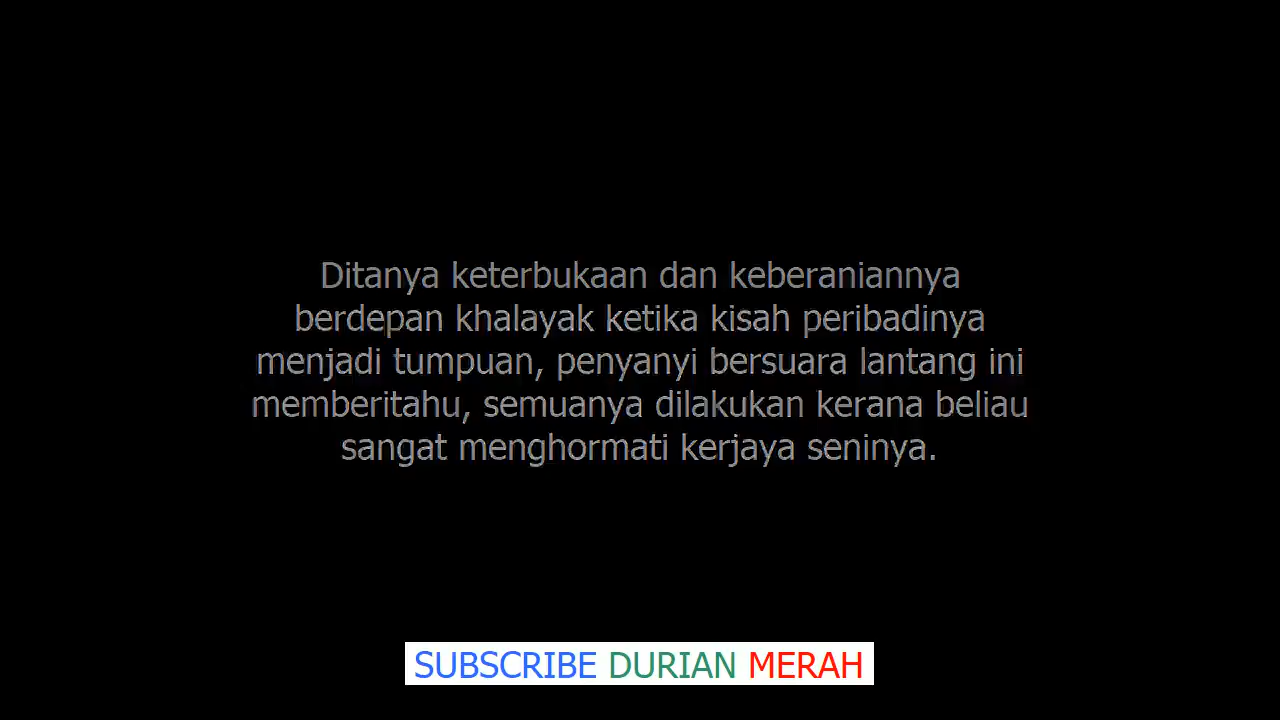 Ditanya keterbukaan dan keberaniannya
berdepan khalayak ketika kisah peribadinya
menjadi tumpuan, penyanyi bersuara lantang ini
memberitahu, semuanya dilakukan kerana beliau
sangat menghormati kerjaya seninya.
SUBSCRIBE DURIAN MERAH